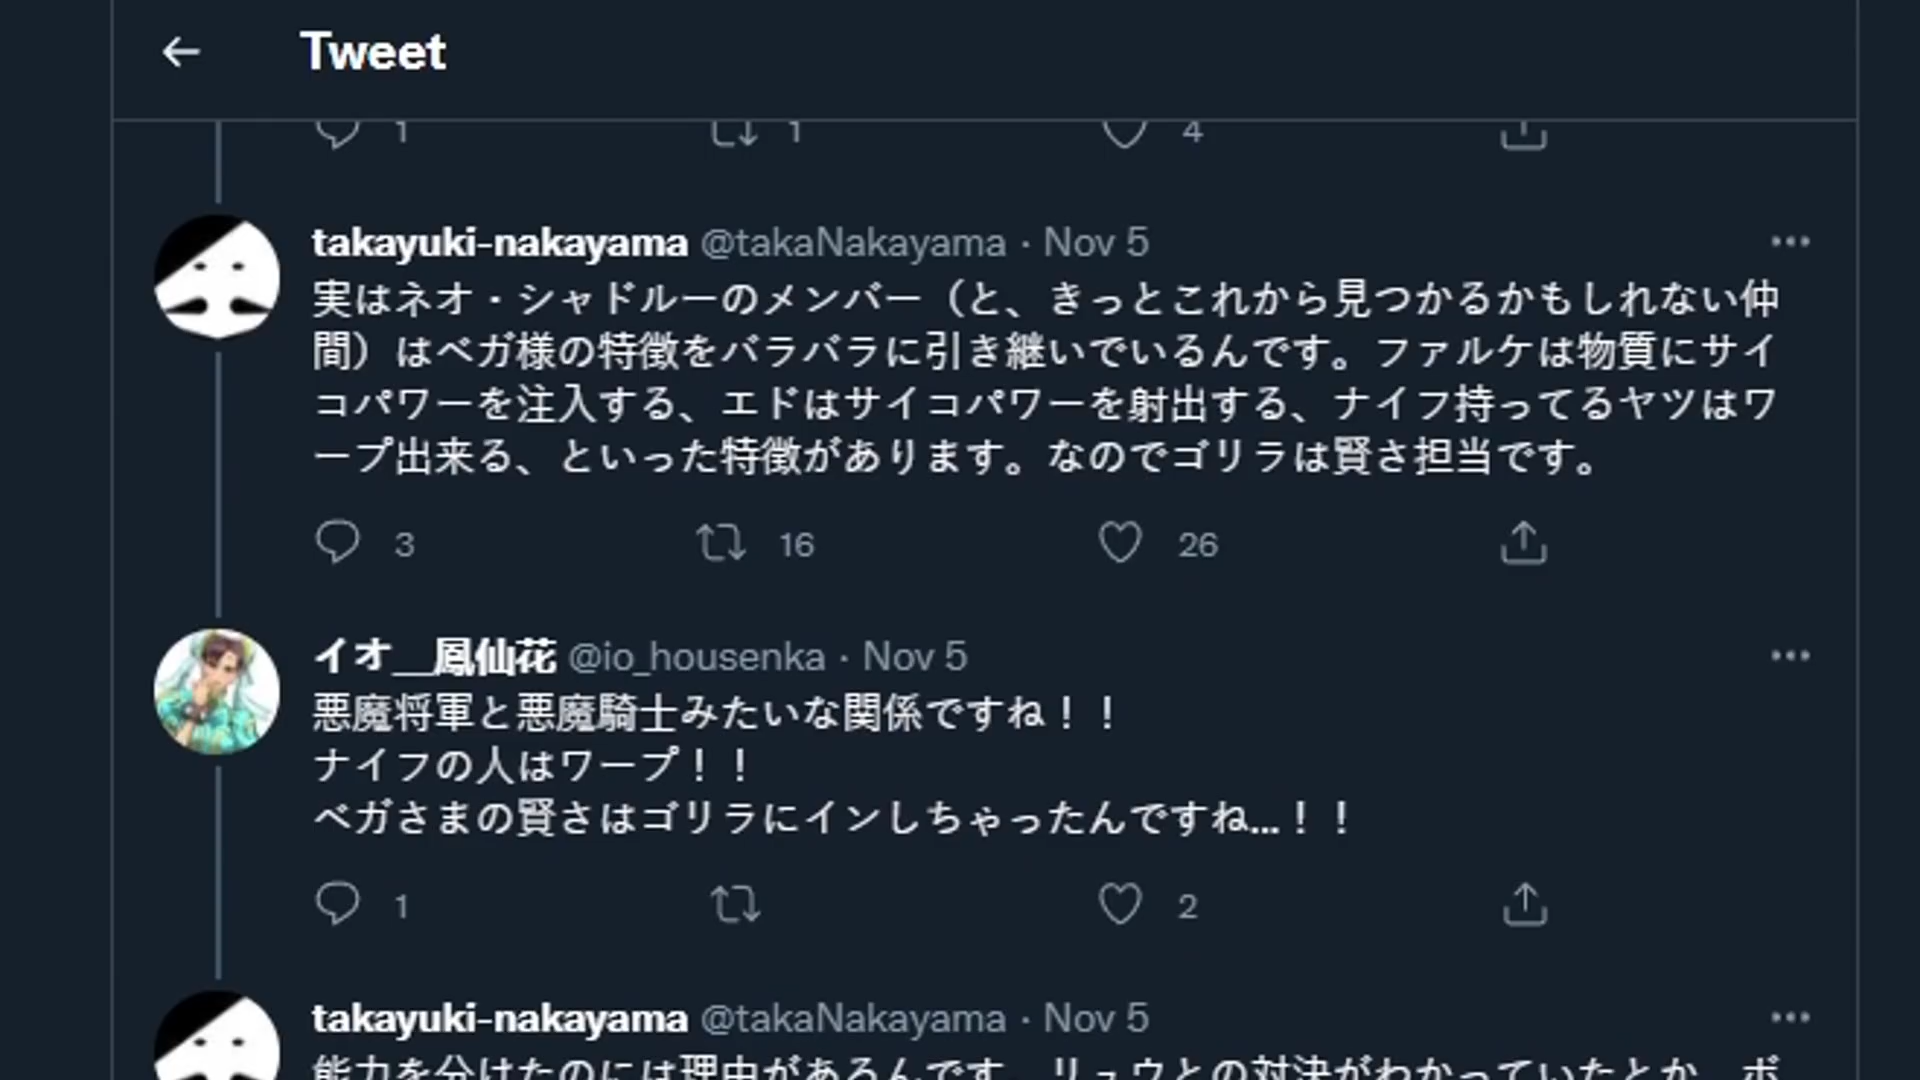 Tweet
1 1 4
takayuki-nakayama @takaNakayama · Nov 5
実はネオ・シャドルーのメンバー（と、きっとこれから見つかるかもしれない仲
間）はベガ様の特徴をバラバラに引き継いでいるんです。ファルケは物質にサイ
コパワーを注入する、エドはサイコパワーを射出する、ナイフ持ってるヤツはワ
ープ出来る、といった特徴があります。なのでゴリラは賢さ担当です。
3 16 26
イオ__鳳仙花 @io_housenka · Nov 5
悪魔将軍と悪魔騎士みたいな関係ですね！！
ナイフの人はワープ！！
ベガさまの賢さはゴリラにインしちゃったんですね...！！
1 2
takayuki-nakayama @takaNakayama · Nov 5
能力を分けたのには理由があるんです。リュウとの対決がわかっていたとか、ボ